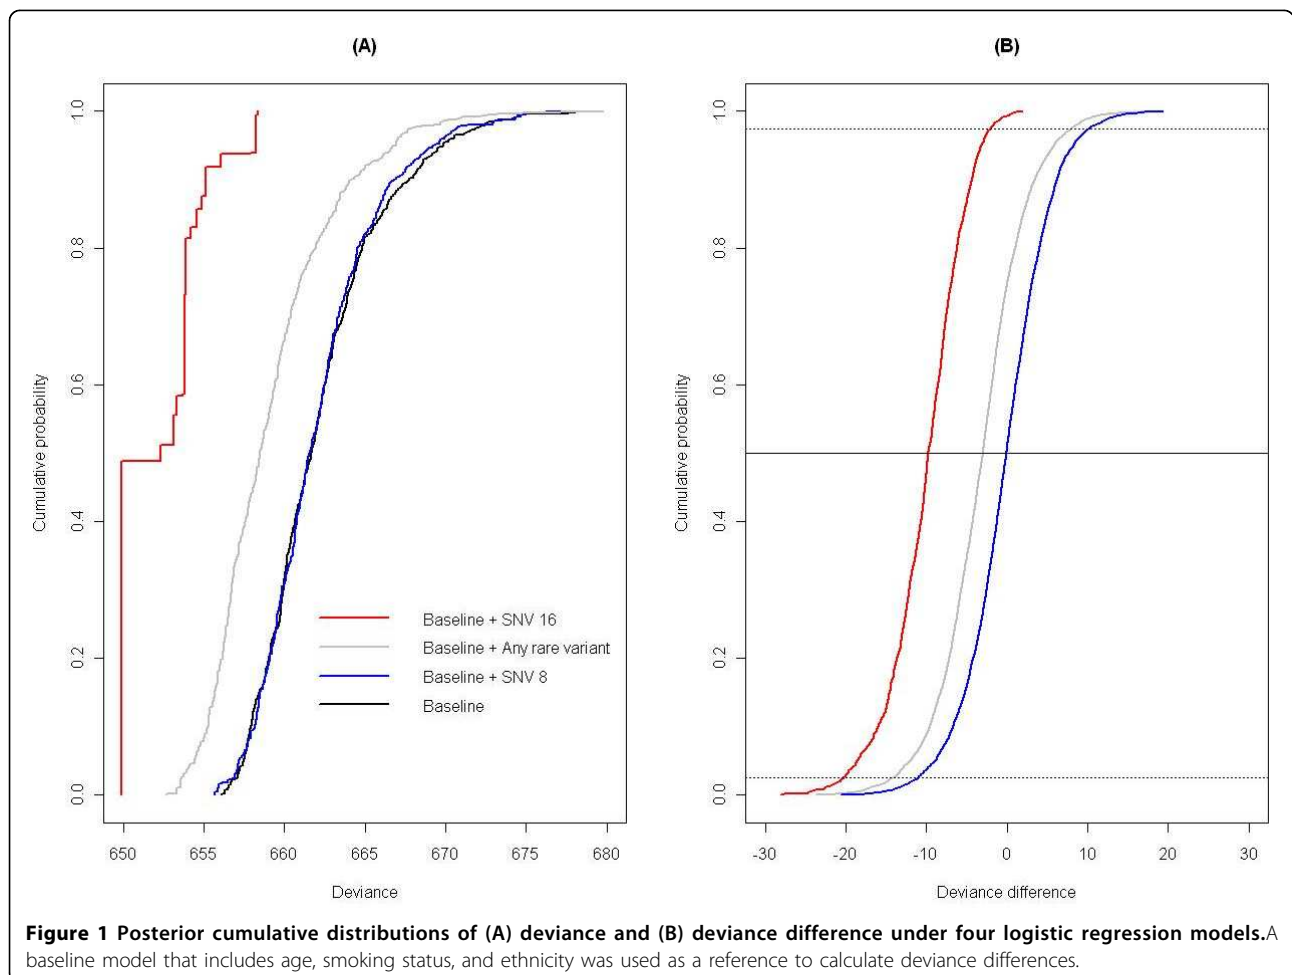 (A)
(B)
Cumulative probability
0.0
0.2
0.4
0.6
0.8
1.0
Baseline + SNV 16
Baseline + Any rare variant
Baseline + SNV 8
Baseline
650
655
660
665
670
675
680
Deviance
Cumulative probability
0.0
0.2
0.4
0.6
0.8
1.0
-30
-20
-10
0
10
20
30
Deviance difference
Figure 1 Posterior cumulative distributions of (A) deviance and (B) deviance difference under four logistic regression models.A
baseline model that includes age, smoking status, and ethnicity was used as a reference to calculate deviance differences.